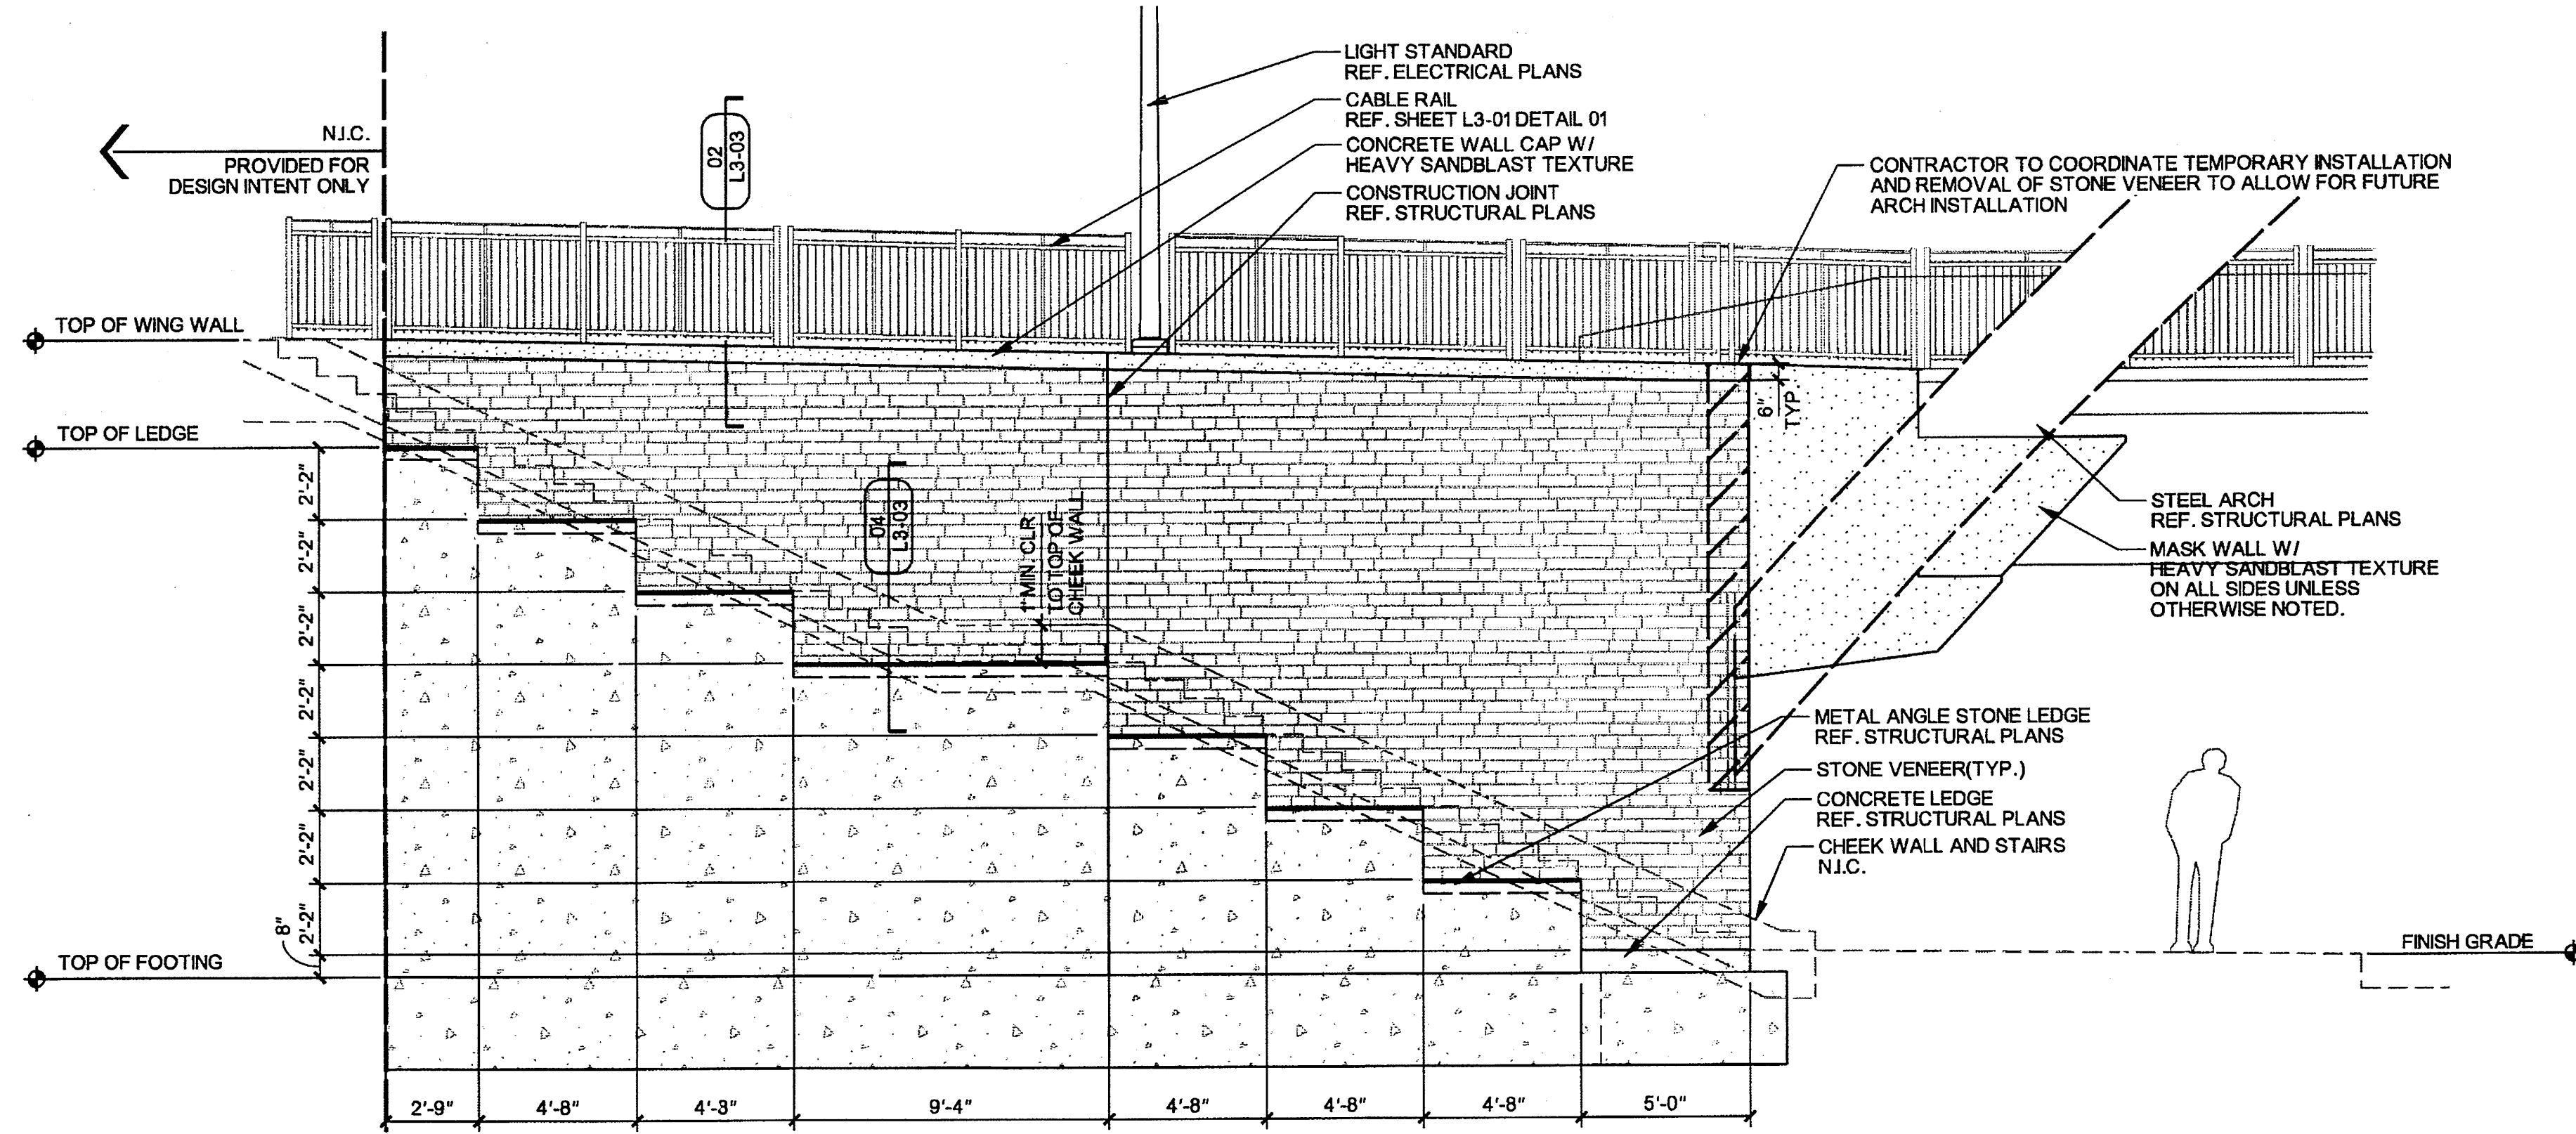 LIGHT STANDARD
REF. ELECTRICAL PLANS
CABLE RAIL
REF. SHEET L3-01 DETAIL 01
CONCRETE WALL CAP W/
HEAVY SANDBLAST TEXTURE
CONSTRUCTION JOINT
REF. STRUCTURAL PLANS
N.I.C.
PROVIDED FOR
DESIGN INTENT ONLY
02
L3-03
CONTRACTOR TO COORDINATE TEMPORARY INSTALLATION
AND REMOVAL OF STONE VENEER TO ALLOW FOR FUTURE
ARCH INSTALLATION
TOP OF WING WALL
TOP OF LEDGE
6"
TYP.
04
L3-03
1" MIN. CLR
TO TOP OF
CHEEK WALL
STEEL ARCH
REF. STRUCTURAL PLANS
MASK WALL W/
HEAVY SANDBLAST TEXTURE
ON ALL SIDES UNLESS
OTHERWISE NOTED.
METAL ANGLE STONE LEDGE
REF. STRUCTURAL PLANS
STONE VENEER(TYP.)
CONCRETE LEDGE
REF. STRUCTURAL PLANS
CHEEK WALL AND STAIRS
N.I.C.
2'-2"
2'-2"
2'-2"
2'-2"
2'-2"
2'-2"
2'-2"
8"
TOP OF FOOTING
FINISH GRADE
2'-9"
4'-8"
4'-8"
9'-4"
4'-8"
4'-8"
4'-8"
5'-0"